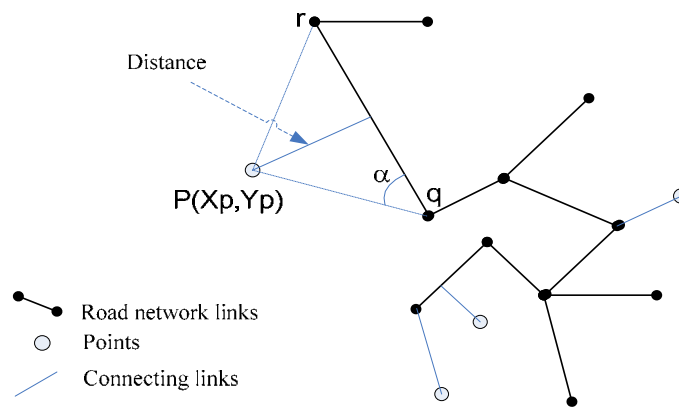 r
Distance
α
q
P(Xp,Yp)
Road network links
Points
Connecting links